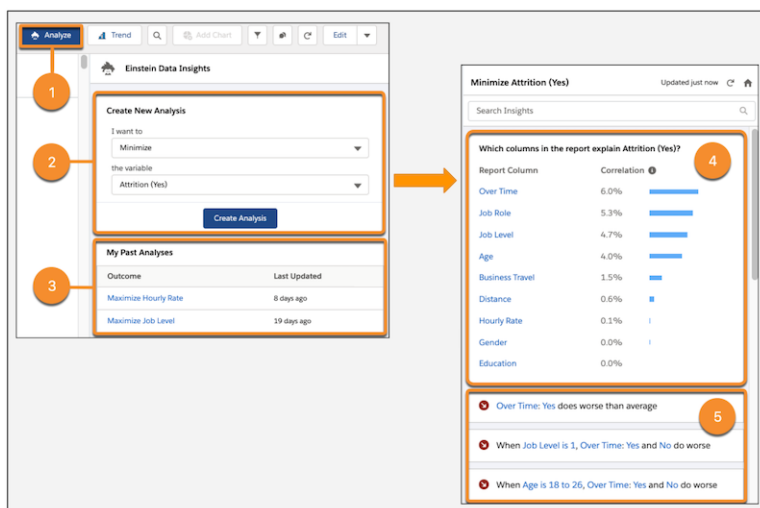 Analyze
Trend
Add Chart
Edit
1
Einstein Data Insights
2
Create New Analysis
I want to
Minimize
the variable
Attrition (Yes)
Create Analysis
3
My Past Analyses
Outcome Last Updated
Maximize Hourly Rate 8 days ago
Maximize Job Level 19 days ago
Minimize Attrition (Yes) Updated just now
Search Insights
Which columns in the report explain Attrition (Yes)?
4
Report Column Correlation
Over Time 6.0%
Job Role 5.3%
Job Level 4.7%
Age 4.0%
Business Travel 1.5%
Distance 0.6%
Hourly Rate 0.1%
Gender 0.0%
Education 0.0%
5
Over Time: Yes does worse than average
When Job Level is 1, Over Time: Yes and No do worse
When Age is 18 to 26, Over Time: Yes and No do worse